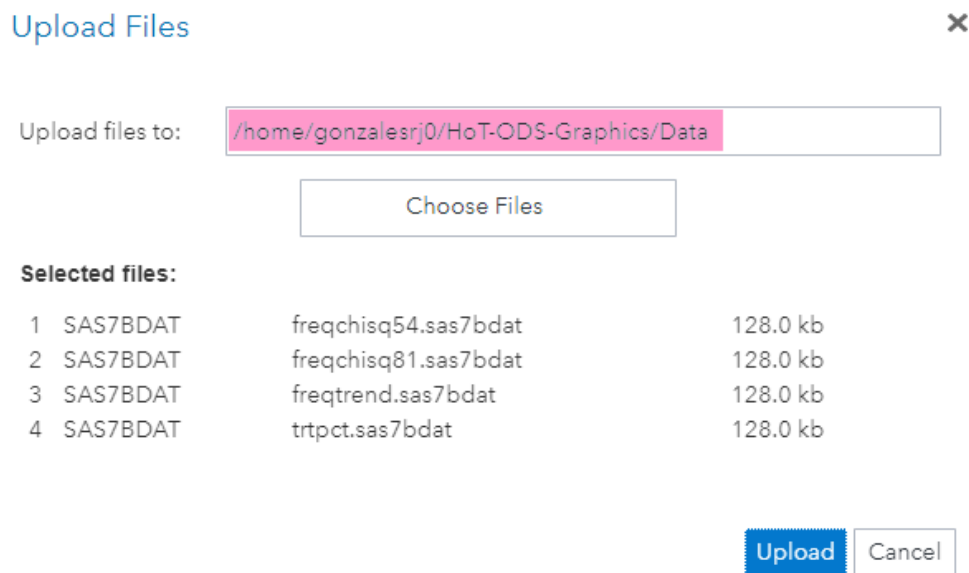 Upload Files
Upload files to: /home/gonzalesrj0/HoT-ODS-Graphics/Data
Choose Files
Selected files:
1 SAS7BDAT freqchisq54.sas7bdat 128.0 kb
2 SAS7BDAT freqchisq81.sas7bdat 128.0 kb
3 SAS7BDAT freqtrend.sas7bdat 128.0 kb
4 SAS7BDAT trtpct.sas7bdat 128.0 kb
Upload Cancel